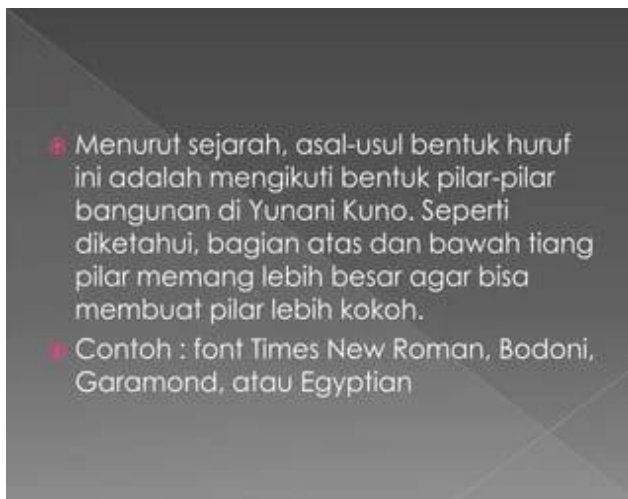 Menurut sejarah, asal-usul bentuk huruf
ini adalah mengikuti bentuk pilar-pilar
bangunan di Yunani Kuno. Seperti
diketahui, bagian atas dan bawah tiang
pilar memang lebih besar agar bisa
membuat pilar lebih kokoh.
Contoh : font Times New Roman, Bodoni,
Garamond, atau Egyptian